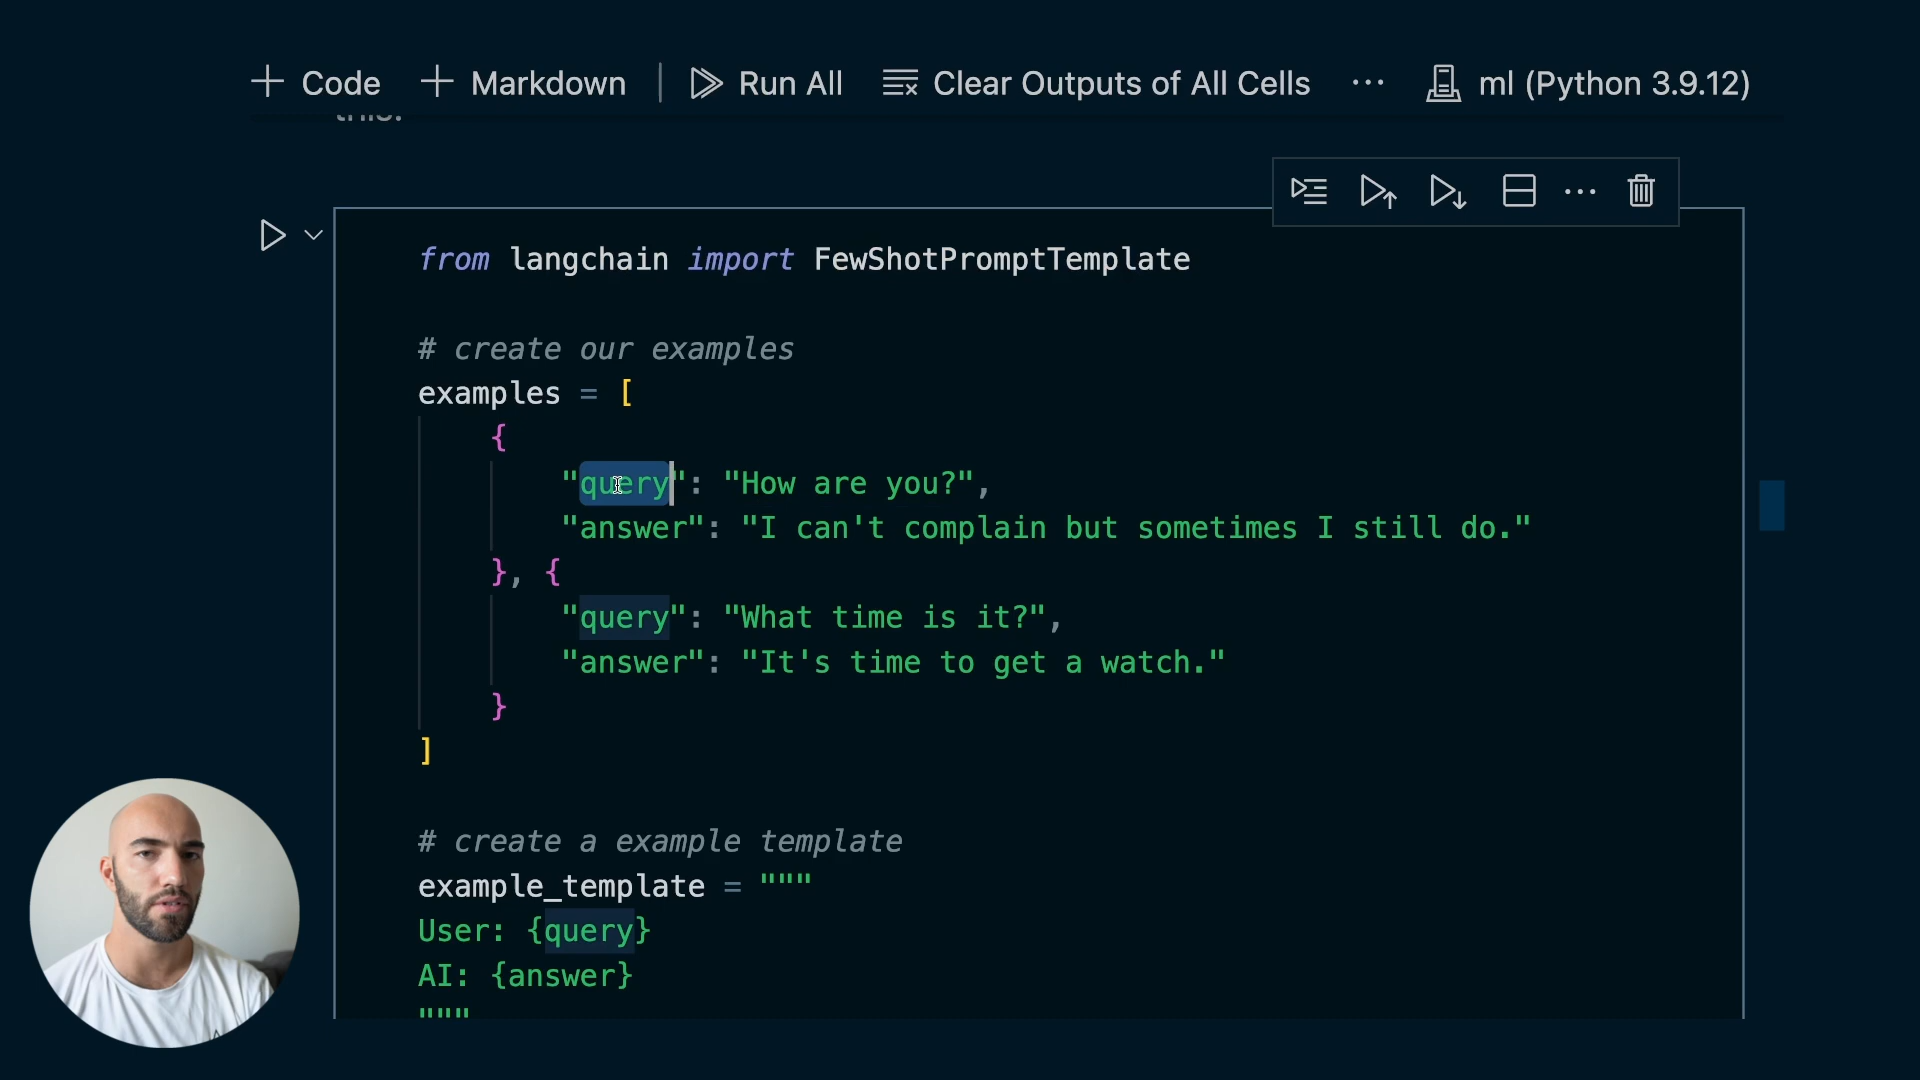 Code Markdown Run All Clear Outputs of All Cells ... ml (Python 3.9.12)
this:
...
from langchain import FewShotPromptTemplate
# create our examples
examples = [
{
"query": "How are you?",
"answer": "I can't complain but sometimes I still do."
}, {
"query": "What time is it?",
"answer": "It's time to get a watch."
}
]
# create a example template
example_template = """
User: {query}
AI: {answer}
"""